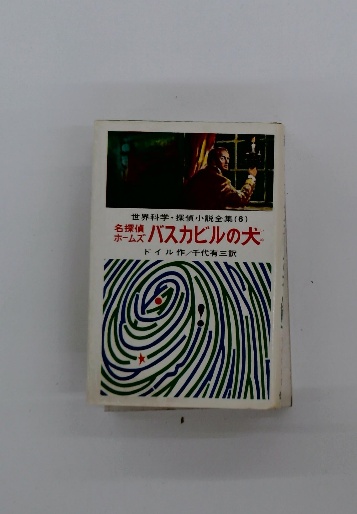 世界科学・探偵小説全集(6)
名探偵
ホームズ バスカビルの犬
ドイル作/千代有三訳